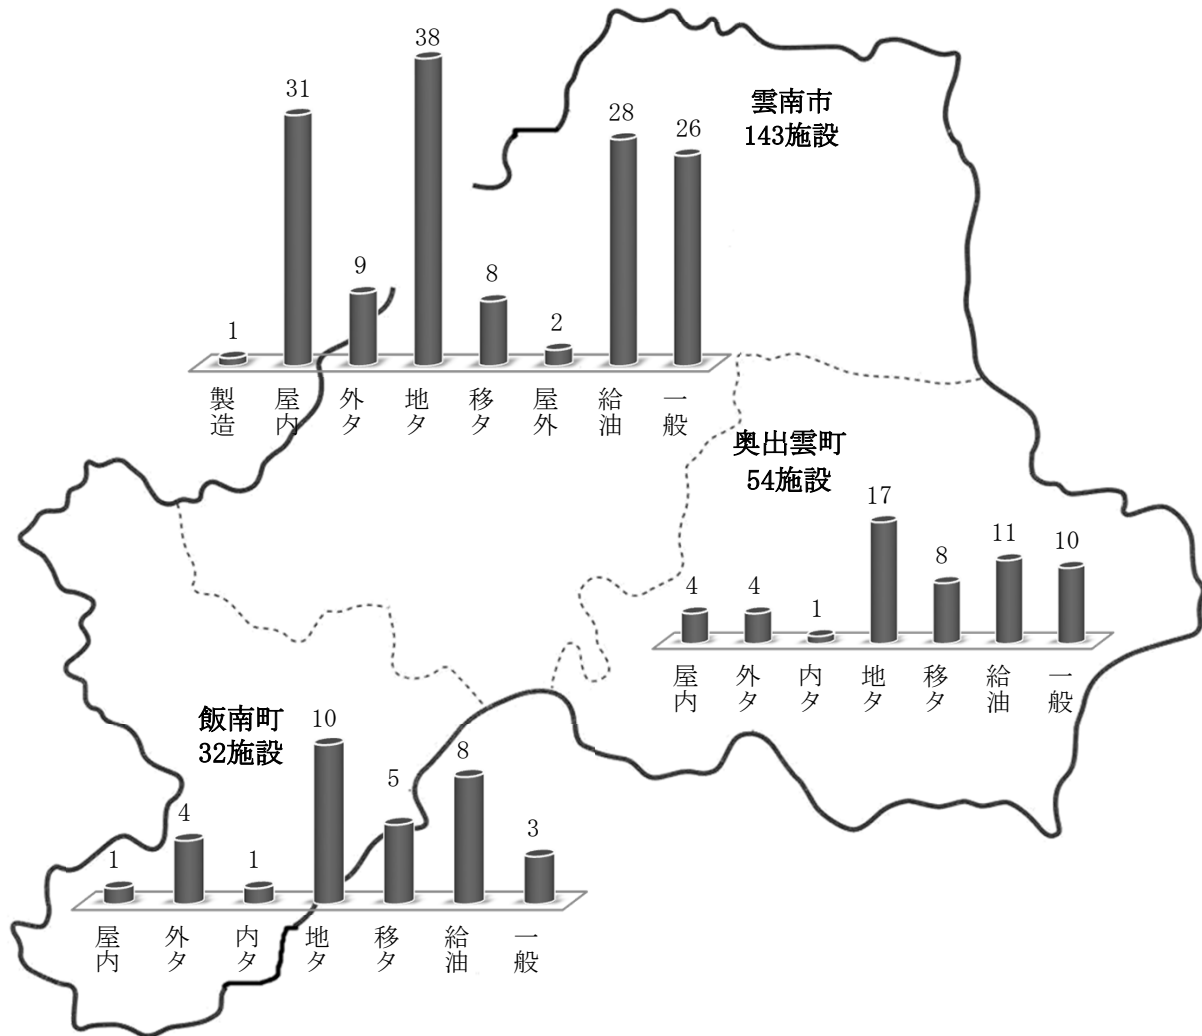 雲南市
143施設
1 31 9 38 8 2 28 26
製造 屋内 外タ 地タ 移タ 屋外 給油 一般
奥出雲町
54施設
4 4 1 17 8 11 10
屋内 外タ 内タ 地タ 移タ 給油 一般
飯南町
32施設
1 4 1 10 5 8 3
屋内 外タ 内タ 地タ 移タ 給油 一般